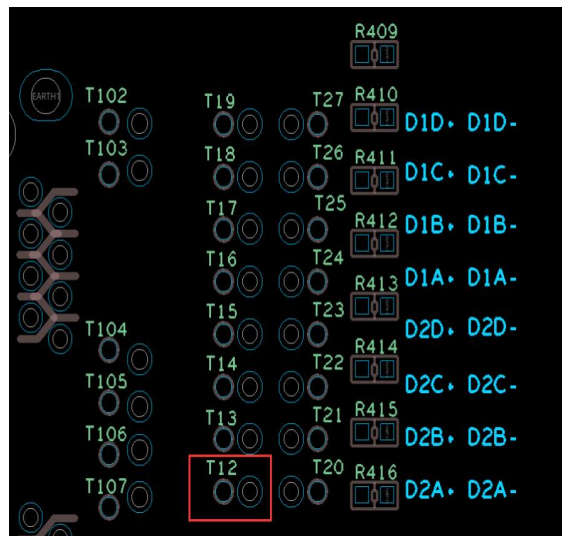 R409
EARTH1
T102 T19 T27 R410
D1D+ D1D-
T103 T18 T26 R411
D1C+ D1C-
T17 T25 R412
D1B+ D1B-
T16 T24 R413
D1A+ D1A-
T104 T15 T23
D2D+ D2D-
T14 T22 R414
T105
D2C+ D2C-
T13 T21 R415
T106
D2B+ D2B-
T12 T20 R416
T107
D2A+ D2A-